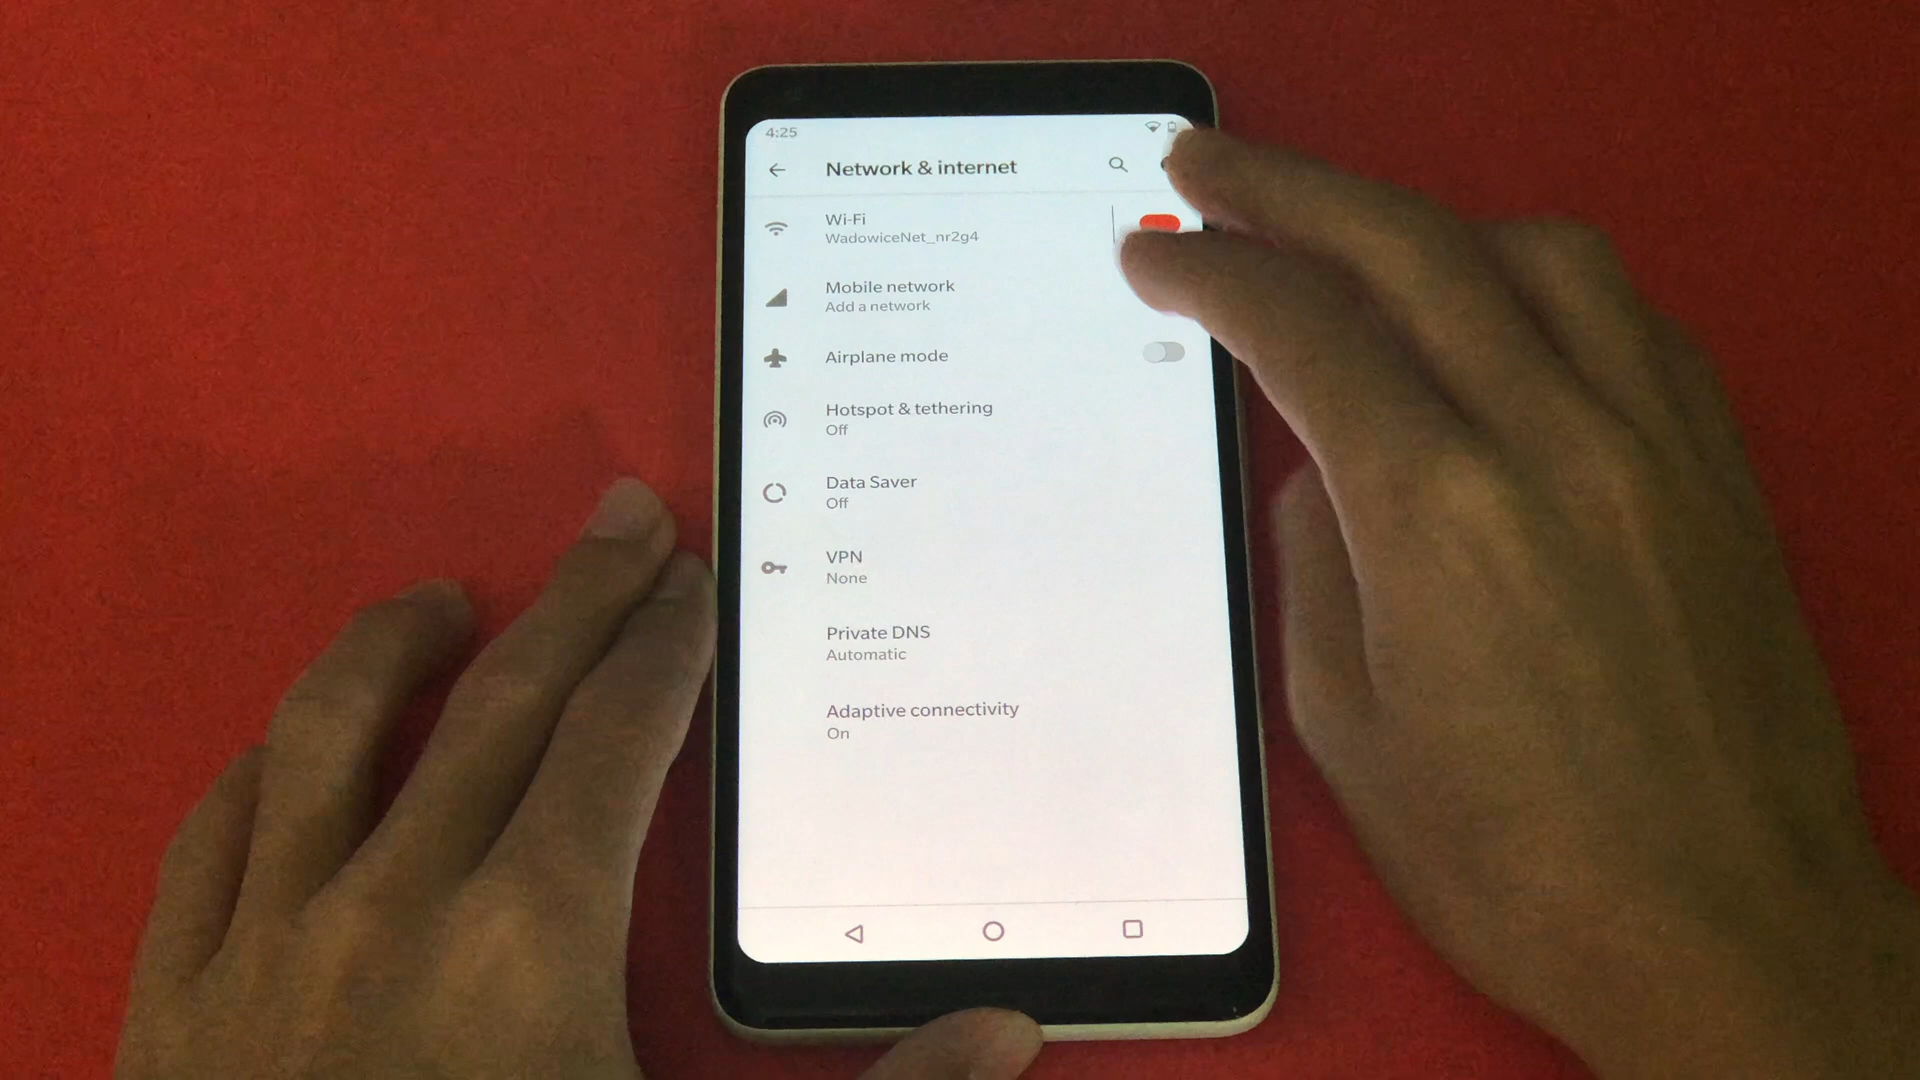 4:25
Network & internet
Wi-Fi
WadowiceNet_nr2g4
Mobile network
Add a network
Airplane mode
Hotspot & tethering
Off
Data Saver
Off
VPN
None
Private DNS
Automatic
Adaptive connectivity
On